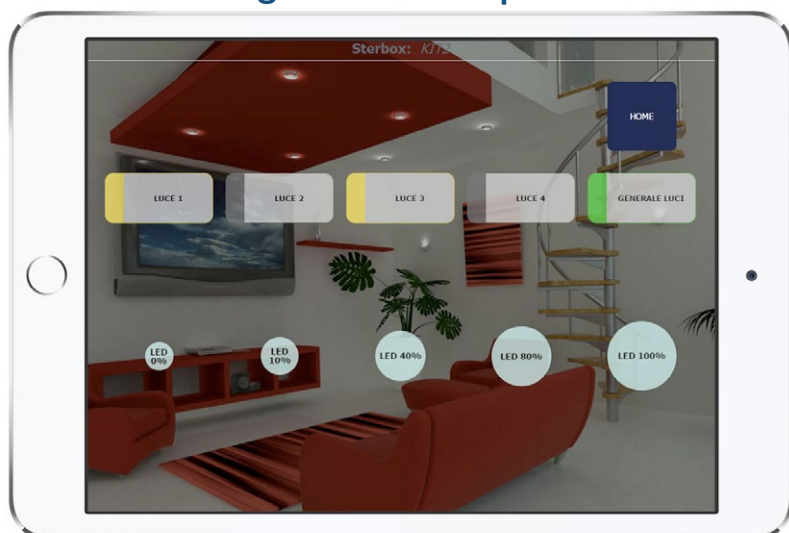 Sterbox: KIT2
HOME
LUCE 1
LUCE 2
LUCE 3
LUCE 4
GENERALE LUCI
LED
0%
LED
10%
LED 40%
LED 80%
LED 100%